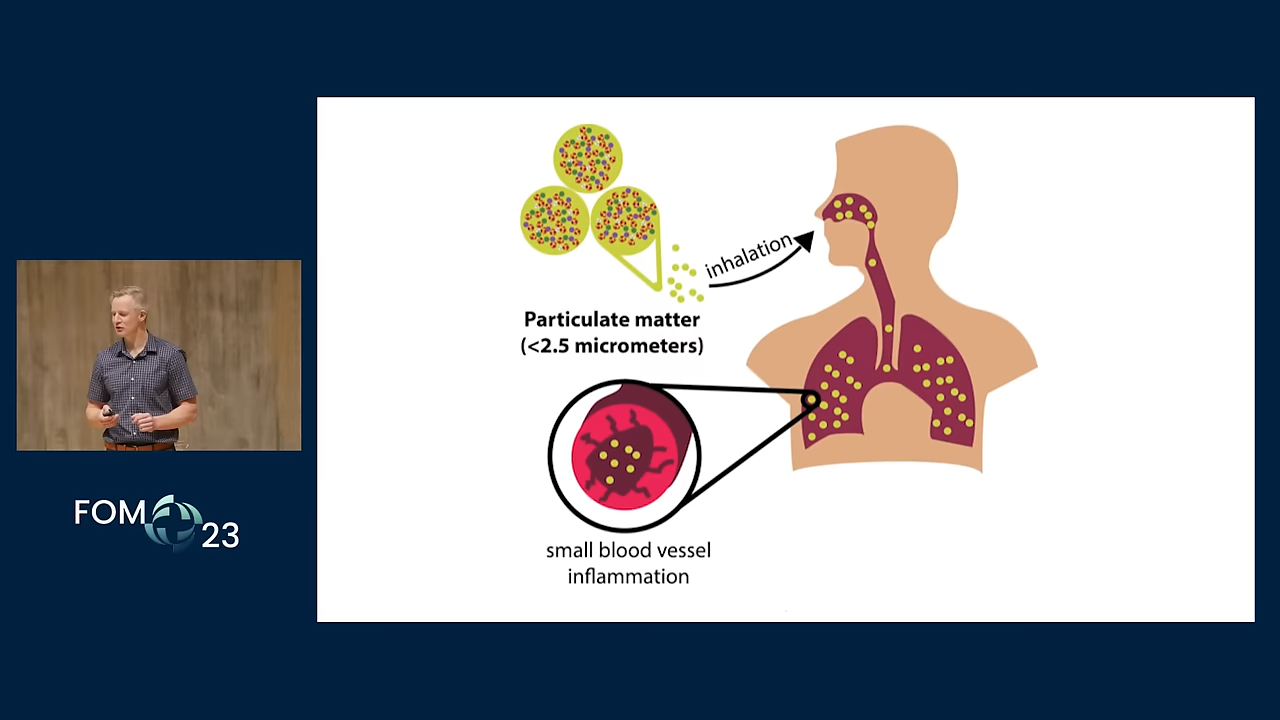 inhalation
Particulate matter
(<2.5 micrometers)
small blood vessel
inflammation
FOM
23